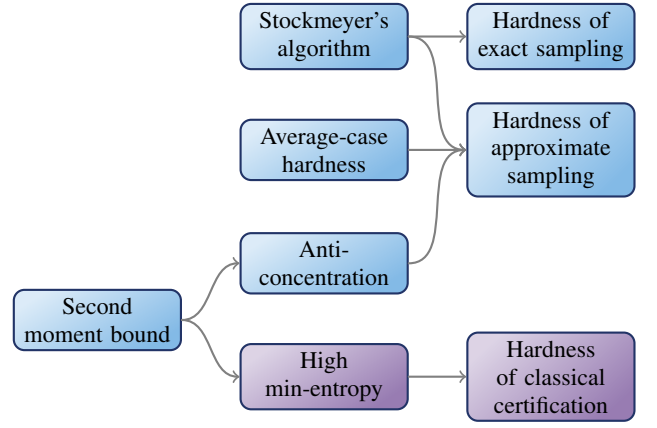 Stockmeyer's
algorithm
Hardness of
exact sampling
Average-case
hardness
Hardness of
approximate
sampling
Anti-
concentration
Second
moment bound
High
min-entropy
Hardness
of classical
certification